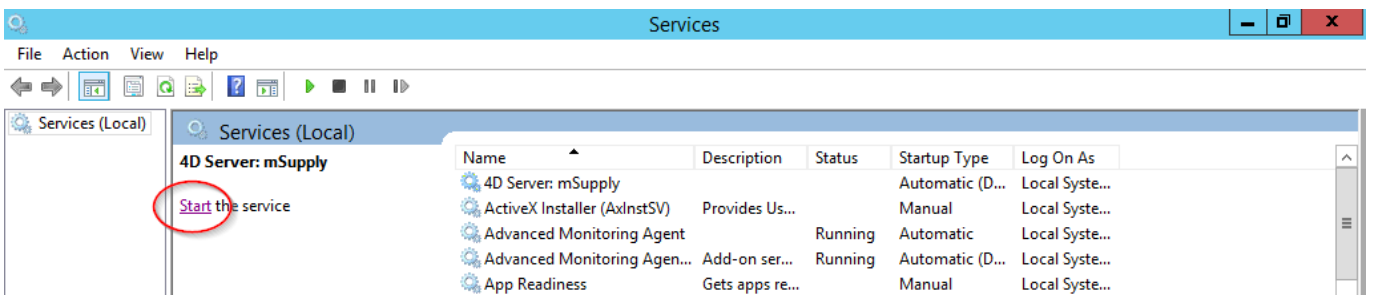 Services
File Action View Help
Services (Local)
Services (Local)
4D Server: mSupply
Start the service
Name Description Status Startup Type Log On As
4D Server: mSupply Automatic (D... Local Syste...
ActiveX Installer (AxInstSV) Provides Us... Manual Local Syste...
Advanced Monitoring Agent Running Automatic Local Syste...
Advanced Monitoring Agen... Add-on ser... Running Automatic (D... Local Syste...
App Readiness Gets apps re... Manual Local Syste...